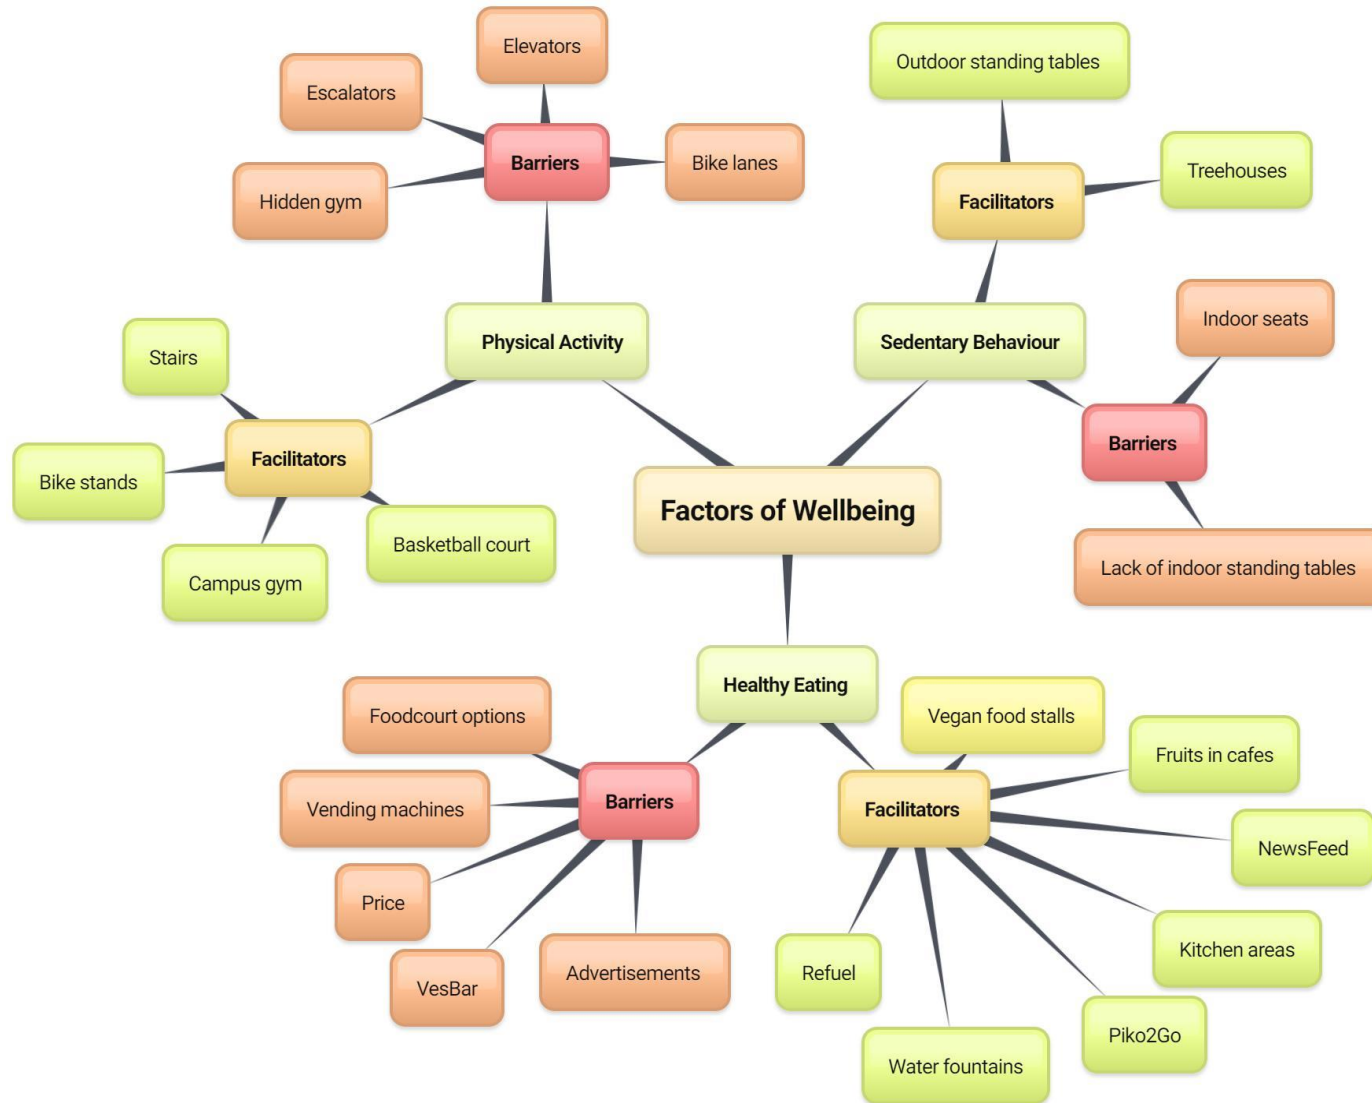 Elevators
Outdoor standing tables
Escalators
Barriers
Bike lanes
Treehouses
Hidden gym
Facilitators
Physical Activity
Sedentary Behaviour
Indoor seats
Stairs
Barriers
Facilitators
Bike stands
Factors of Wellbeing
Basketball court
Lack of indoor standing tables
Campus gym
Healthy Eating
Foodcourt options
Vegan food stalls
Fruits in cafes
Vending machines
Barriers
Facilitators
NewsFeed
Price
Kitchen areas
VesBar
Advertisements
Refuel
Piko2Go
Water fountains